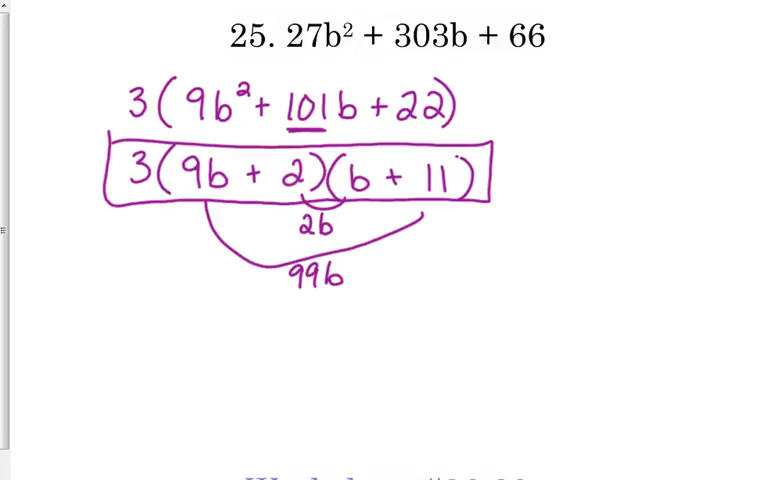 25. 27b² + 303b + 66
3(9b² + 101b + 22)
3(9b + 2)(b + 11)
2b
99b